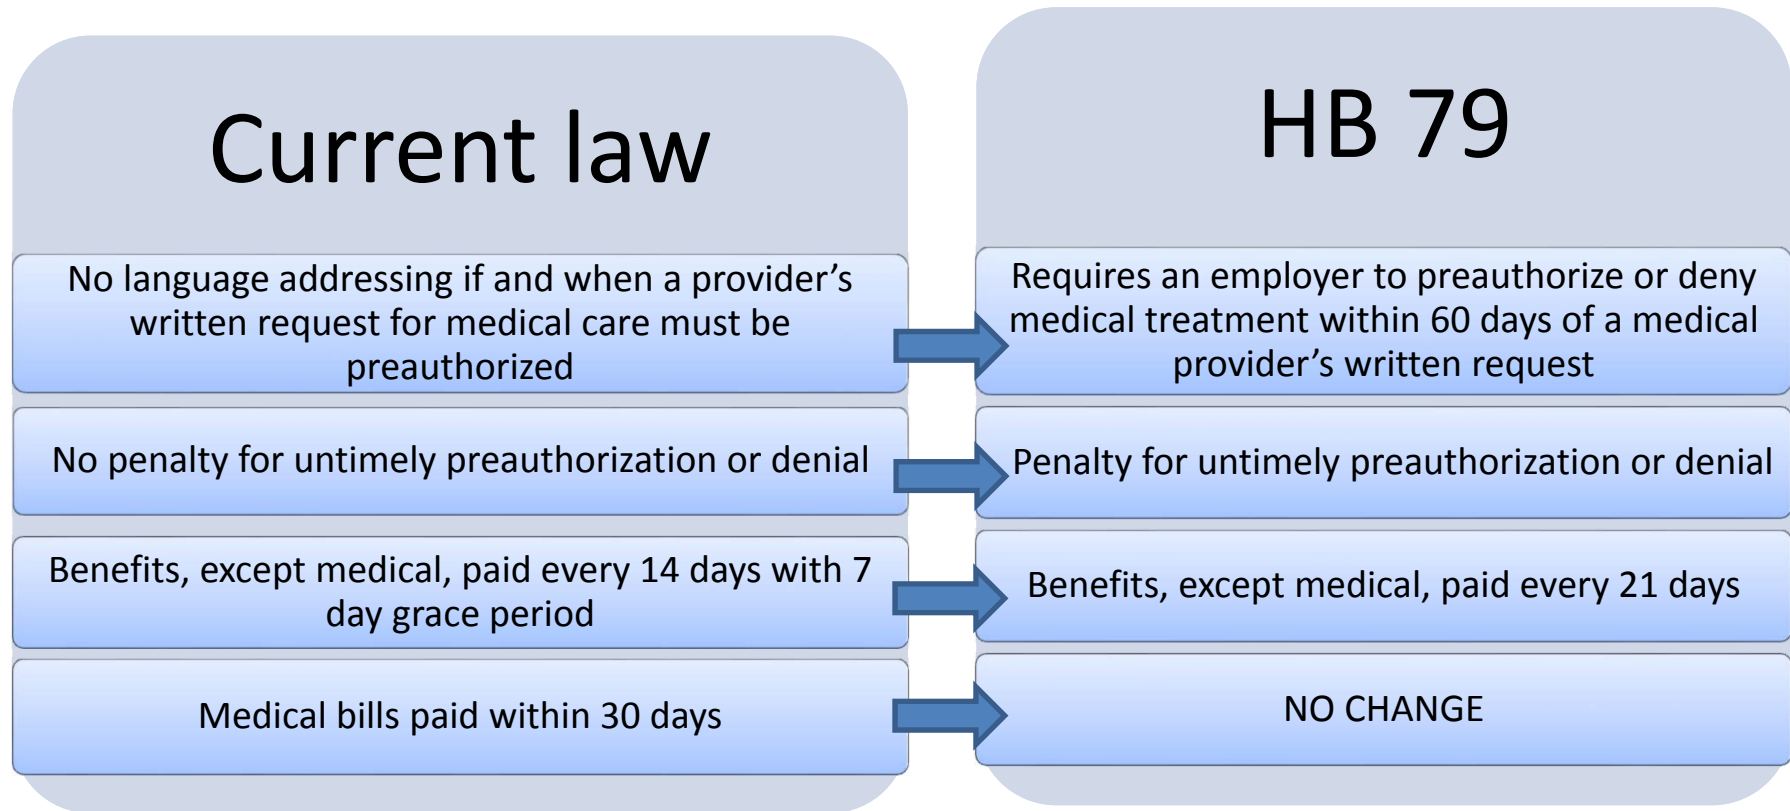 Current law
No language addressing if and when a provider’s
written request for medical care must be
preauthorized
No penalty for untimely preauthorization or denial
Benefits, except medical, paid every 14 days with 7
day grace period
Medical bills paid within 30 days
HB 79
Requires an employer to preauthorize or deny
medical treatment within 60 days of a medical
provider’s written request
Penalty for untimely preauthorization or denial
Benefits, except medical, paid every 21 days
NO CHANGE